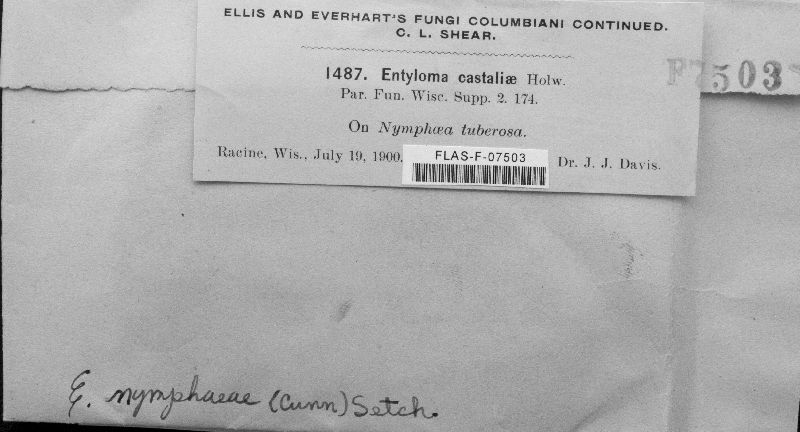 ELLIS AND EVERHART'S FUNGI COLUMBIANI CONTINUED.
C. L. SHEAR.
F7503
1487. Entyloma castaliæ Holw.
Par. Fun. Wisc. Supp. 2. 174.
On Nymphæa tuberosa.
Racine, Wis., July 19, 1900.
FLAS-F-07503
Dr. J. J. Davis.
E. nymphaeae (Cunn) Setch.